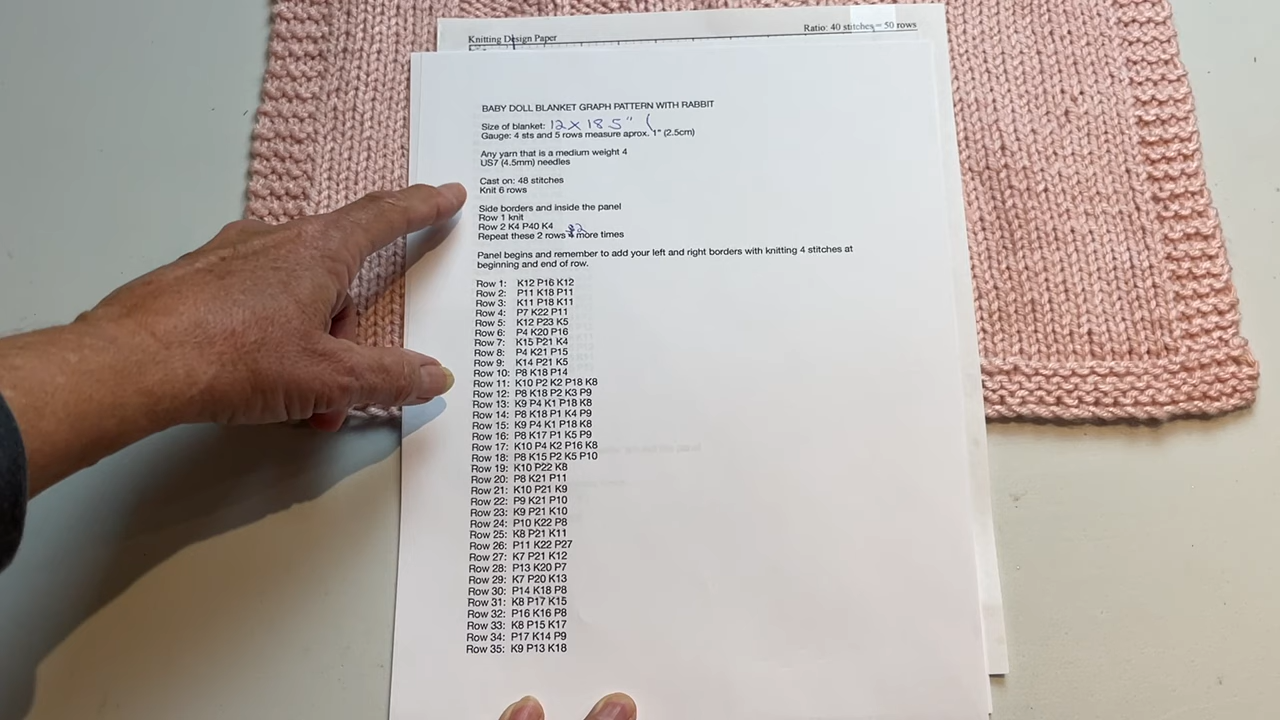 Knitting Design Paper
Ratio: 40 stitches = 50 rows
BABY DOLL BLANKET GRAPH PATTERN WITH RABBIT
Size of blanket: 12 X 18.5" (
Gauge: 4 sts and 5 rows measure aprox. 1" (2.5cm)
Any yarn that is a medium weight 4
US7 (4.5mm) needles
Cast on: 48 stitches
Knit 6 rows
Side borders and inside the panel
Row 1 knit
Row 2 K4 P40 K4
Repeat these 2 rows more times
Panel begins and remember to add your left and right borders with knitting 4 stitches at
beginning and end of row.
Row 1: K12 P16 K12
Row 2: P11 K18 P11
Row 3: K11 P18 K11
Row 4: P7 K22 P11
Row 5: K12 P23 K5
Row 6: P4 K20 P16
Row 7: K15 P21 K4
Row 8: P4 K21 P15
Row 9: K14 P21 K5
Row 10: P8 K18 P14
Row 11: K10 P2 K2 P18 K8
Row 12: P8 K18 P2 K3 P9
Row 13: K9 P4 K1 P18 K8
Row 14: P8 K18 P1 K4 P9
Row 15: K9 P4 K1 P18 K8
Row 16: P8 K17 P1 K5 P9
Row 17: K10 P4 K2 P16 K8
Row 18: P8 K15 P2 K5 P10
Row 19: K10 P22 K8
Row 20: P8 K21 P11
Row 21: K10 P21 K9
Row 22: P9 K21 P10
Row 23: K9 P21 K10
Row 24: P10 K22 P8
Row 25: K8 P21 K11
Row 26: P11 K22 P27
Row 27: K7 P21 K12
Row 28: P13 K20 P7
Row 29: K7 P20 K13
Row 30: P14 K18 P8
Row 31: K8 P17 K15
Row 32: P16 K16 P8
Row 33: K8 P15 K17
Row 34: P17 K14 P9
Row 35: K9 P13 K18